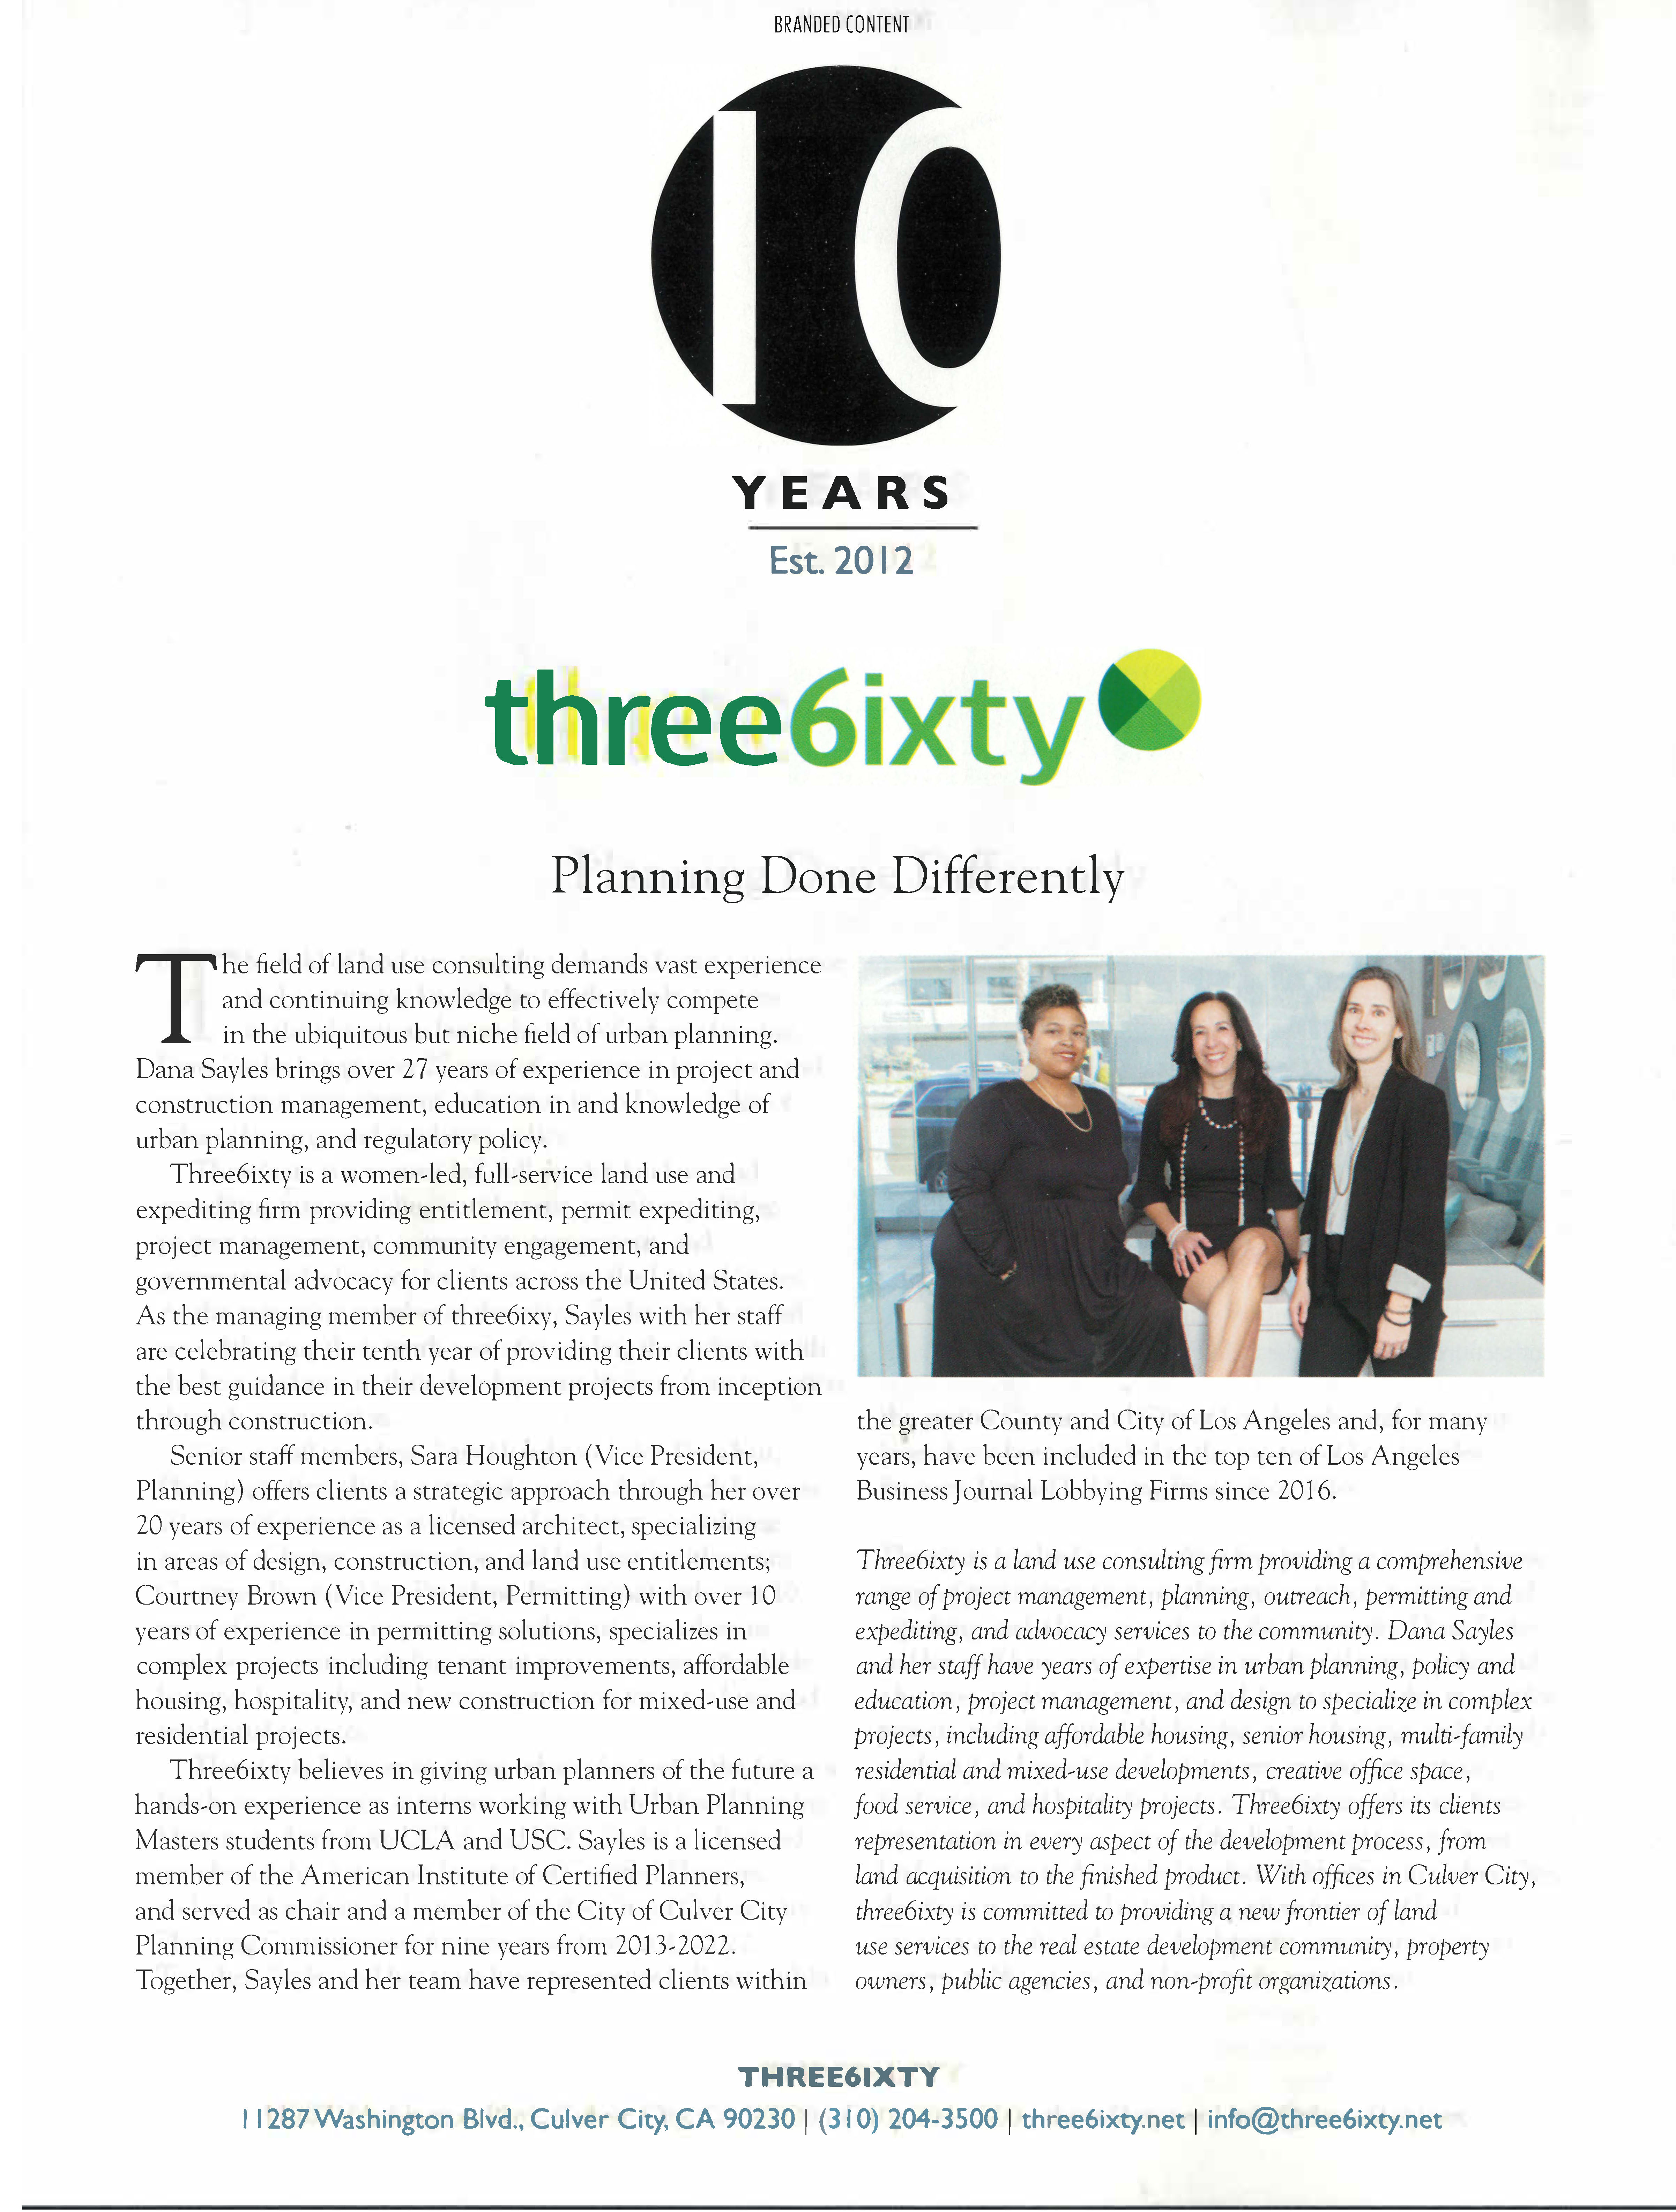 BRANDED CONTENT
10
YEARS
Est. 2012
three6ixty
Planning Done Differently
The field of land use consulting demands vast experience
and continuing knowledge to effectively compete
in the ubiquitous but niche field of urban planning.
Dana Sayles brings over 27 years of experience in project and
construction management, education in and knowledge of
urban planning, and regulatory policy.
Three6ixty is a women-led, full-service land use and
expediting firm providing entitlement, permit expediting,
project management, community engagement, and
governmental advocacy for clients across the United States.
As the managing member of three6ixy, Sayles with her staff
are celebrating their tenth year of providing their clients with
the best guidance in their development projects from inception
through construction.
Senior staff members, Sara Houghton (Vice President,
Planning) offers clients a strategic approach through her over
20 years of experience as a licensed architect, specializing
in areas of design, construction, and land use entitlements;
Courtney Brown (Vice President, Permitting) with over 10
years of experience in permitting solutions, specializes in
complex projects including tenant improvements, affordable
housing, hospitality, and new construction for mixed-use and
residential projects.
Three6ixty believes in giving urban planners of the future a
hands-on experience as interns working with Urban Planning
Masters students from UCLA and USC. Sayles is a licensed
member of the American Institute of Certified Planners,
and served as chair and a member of the City of Culver City
Planning Commissioner for nine years from 2013-2022.
Together, Sayles and her team have represented clients within
the greater County and City of Los Angeles and, for many
years, have been included in the top ten of Los Angeles
Business Journal Lobbying Firms since 2016.
Three6ixty is a land use consulting firm providing a comprehensive
range of project management, planning, outreach, permitting and
expediting, and advocacy services to the community. Dana Sayles
and her staff have years of expertise in urban planning, policy and
education, project management, and design to specialize in complex
projects, including affordable housing, senior housing, multi-family
residential and mixed-use developments, creative office space,
food service, and hospitality projects. Three6ixty offers its clients
representation in every aspect of the development process, from
land acquisition to the finished product. With offices in Culver City,
three6ixty is committed to providing a new frontier of land
use services to the real estate development community, property
owners, public agencies, and non-profit organizations.
THREE6IXTY
11287 Washington Blvd., Culver City, CA 90230 | (310) 204-3500 | three6ixty.net | info@three6ixty.net